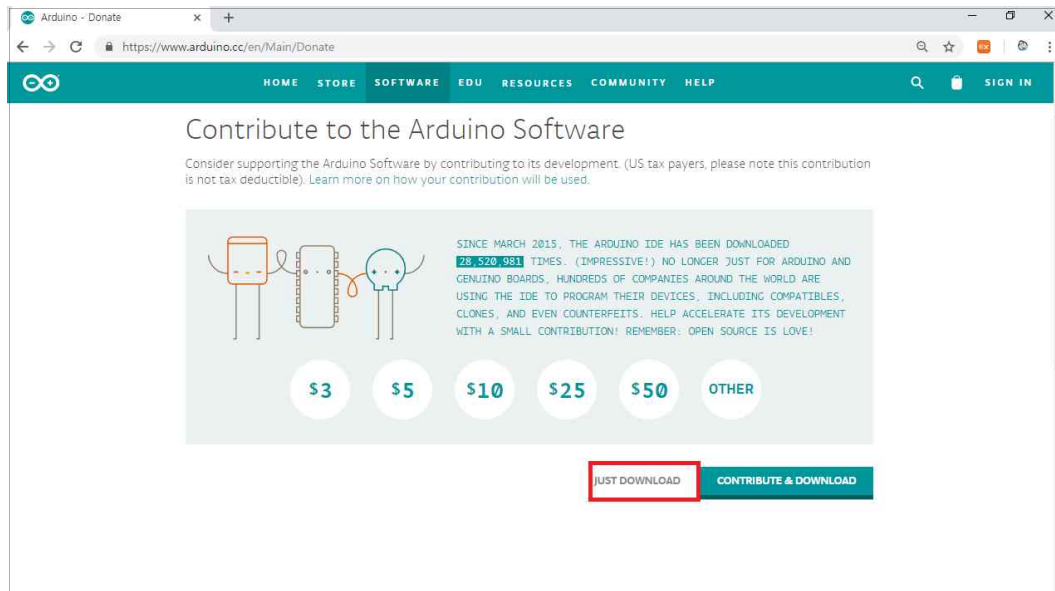 Arduino - Donate
https://www.arduino.cc/en/Main/Donate
HOME STORE SOFTWARE EDU RESOURCES COMMUNITY HELP SIGN IN
Contribute to the Arduino Software
Consider supporting the Arduino Software by contributing to its development. (US tax payers, please note this contribution
is not tax deductible). Learn more on how your contribution will be used.
SINCE MARCH 2015, THE ARDUINO IDE HAS BEEN DOWNLOADED
28,520,981 TIMES. (IMPRESSIVE!) NO LONGER JUST FOR ARDUINO AND
GENUINO BOARDS, HUNDREDS OF COMPANIES AROUND THE WORLD ARE
USING THE IDE TO PROGRAM THEIR DEVICES, INCLUDING COMPATIBLES,
CLONES, AND EVEN COUNTERFEITS. HELP ACCELERATE ITS DEVELOPMENT
WITH A SMALL CONTRIBUTION! REMEMBER: OPEN SOURCE IS LOVE!
$3 $5 $10 $25 $50 OTHER
JUST DOWNLOAD CONTRIBUTE & DOWNLOAD